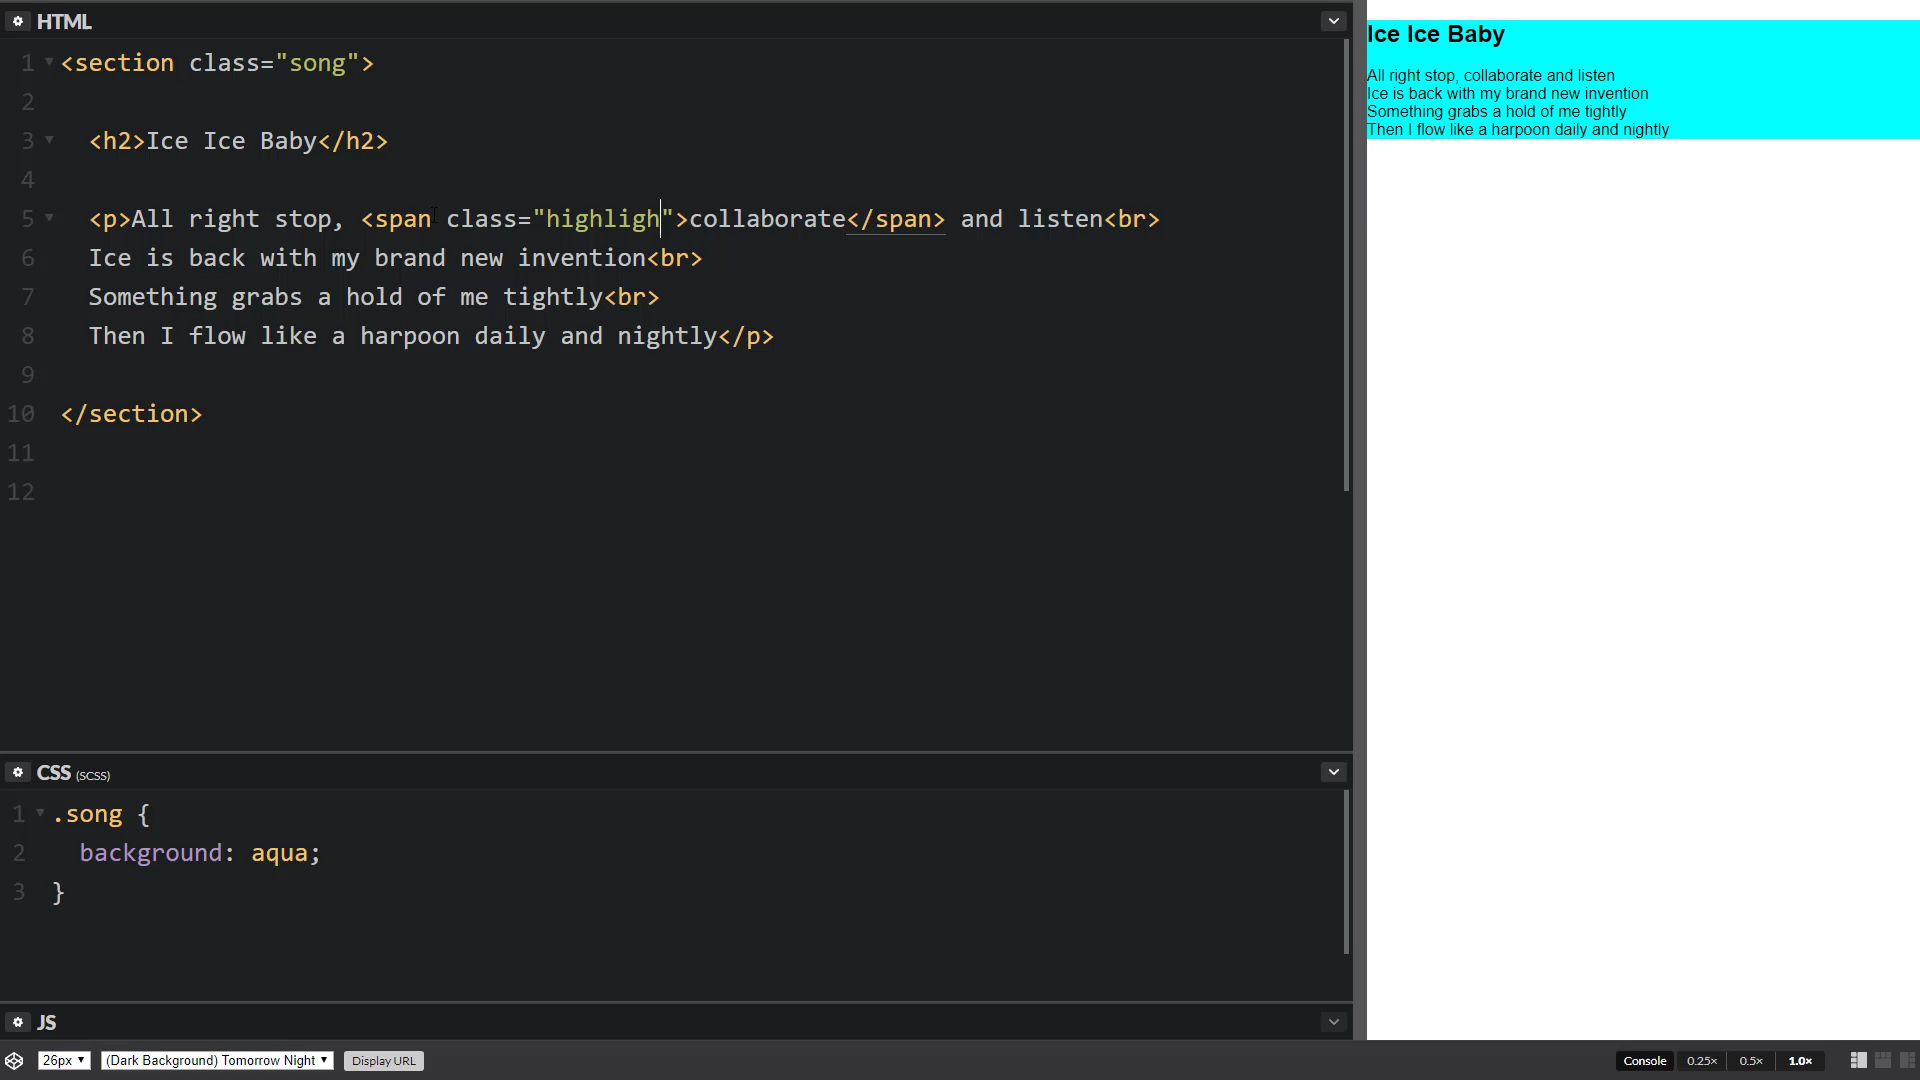 HTML
1 <section class="song">
2
3 <h2>Ice Ice Baby</h2>
4
5 <p>All right stop, <span class="highligh">collaborate</span> and listen<br>
6 Ice is back with my brand new invention<br>
7 Something grabs a hold of me tightly<br>
8 Then I flow like a harpoon daily and nightly</p>
9
10 </section>
11
12
CSS (SCSS)
1 .song {
2 background: aqua;
3 }
JS
26px (Dark Background) Tomorrow Night Display URL
Ice Ice Baby
All right stop, collaborate and listen
Ice is back with my brand new invention
Something grabs a hold of me tightly
Then I flow like a harpoon daily and nightly
Console 0.25× 0.5× 1.0×